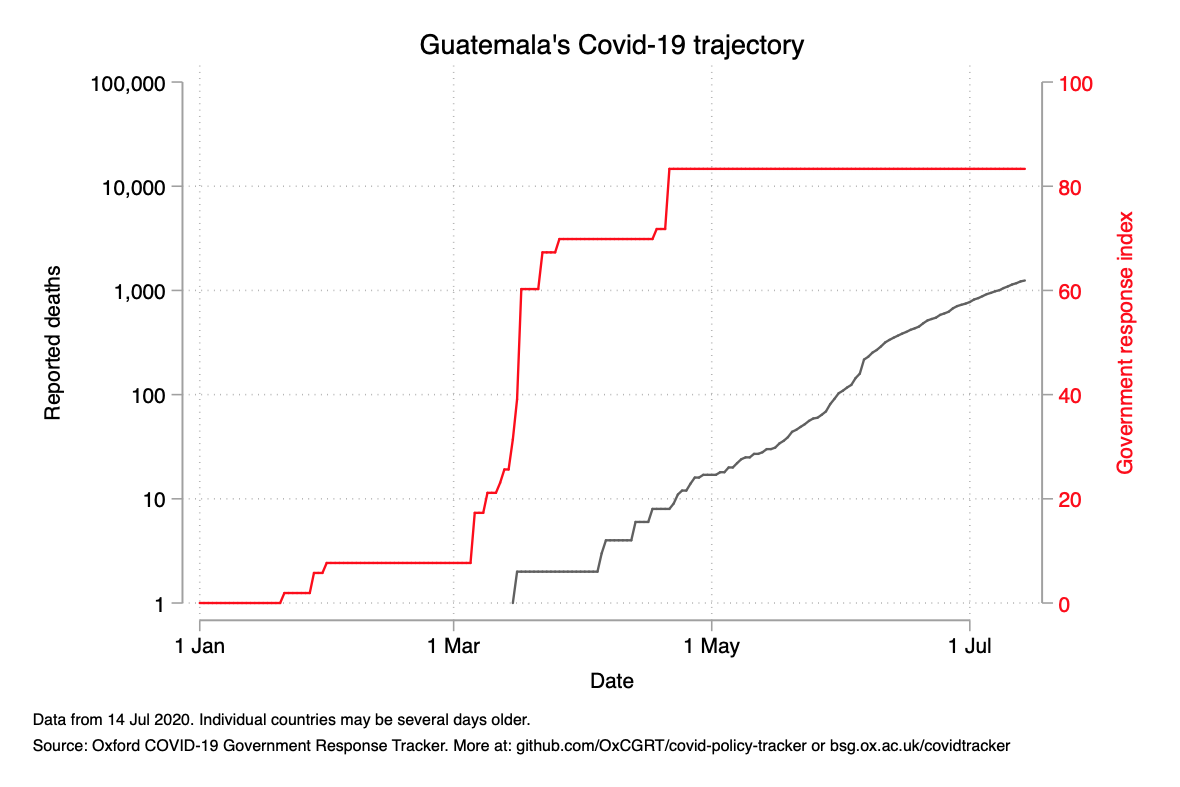 Guatemala's Covid-19 trajectory
100,000
10,000
1,000
100
10
1
Reported deaths
100
80
60
40
20
0
Government response index
1 Jan
1 Mar
1 May
1 Jul
Date
Data from 14 Jul 2020. Individual countries may be several days older.
Source: Oxford COVID-19 Government Response Tracker. More at: github.com/OxCGRT/covid-policy-tracker or bsg.ox.ac.uk/covidtracker